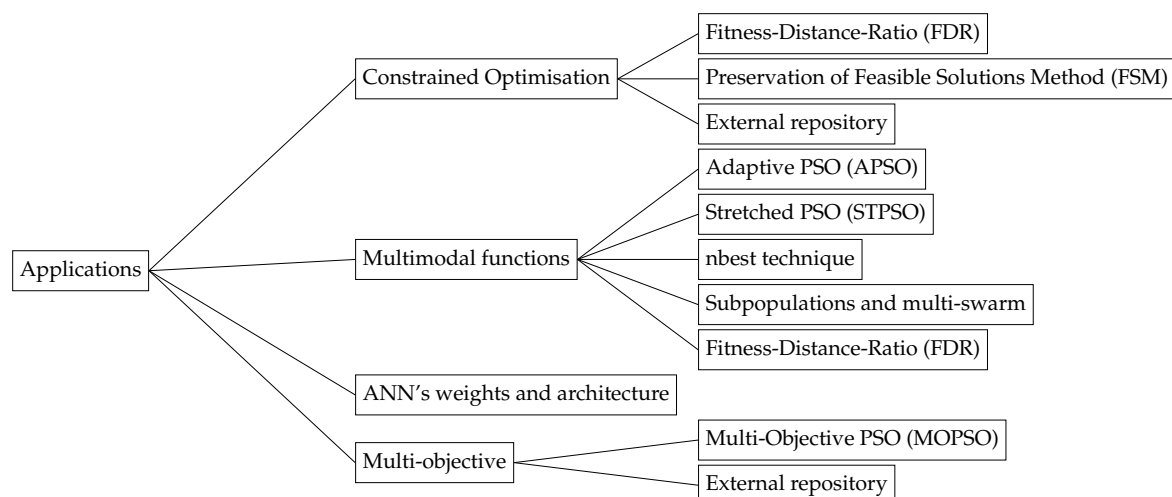 Applications
Constrained Optimisation
Fitness-Distance-Ratio (FDR)
Preservation of Feasible Solutions Method (FSM)
External repository
Multimodal functions
Adaptive PSO (APSO)
Stretched PSO (STPSO)
nbest technique
Subpopulations and multi-swarm
Fitness-Distance-Ratio (FDR)
ANN's weights and architecture
Multi-objective
Multi-Objective PSO (MOPSO)
External repository